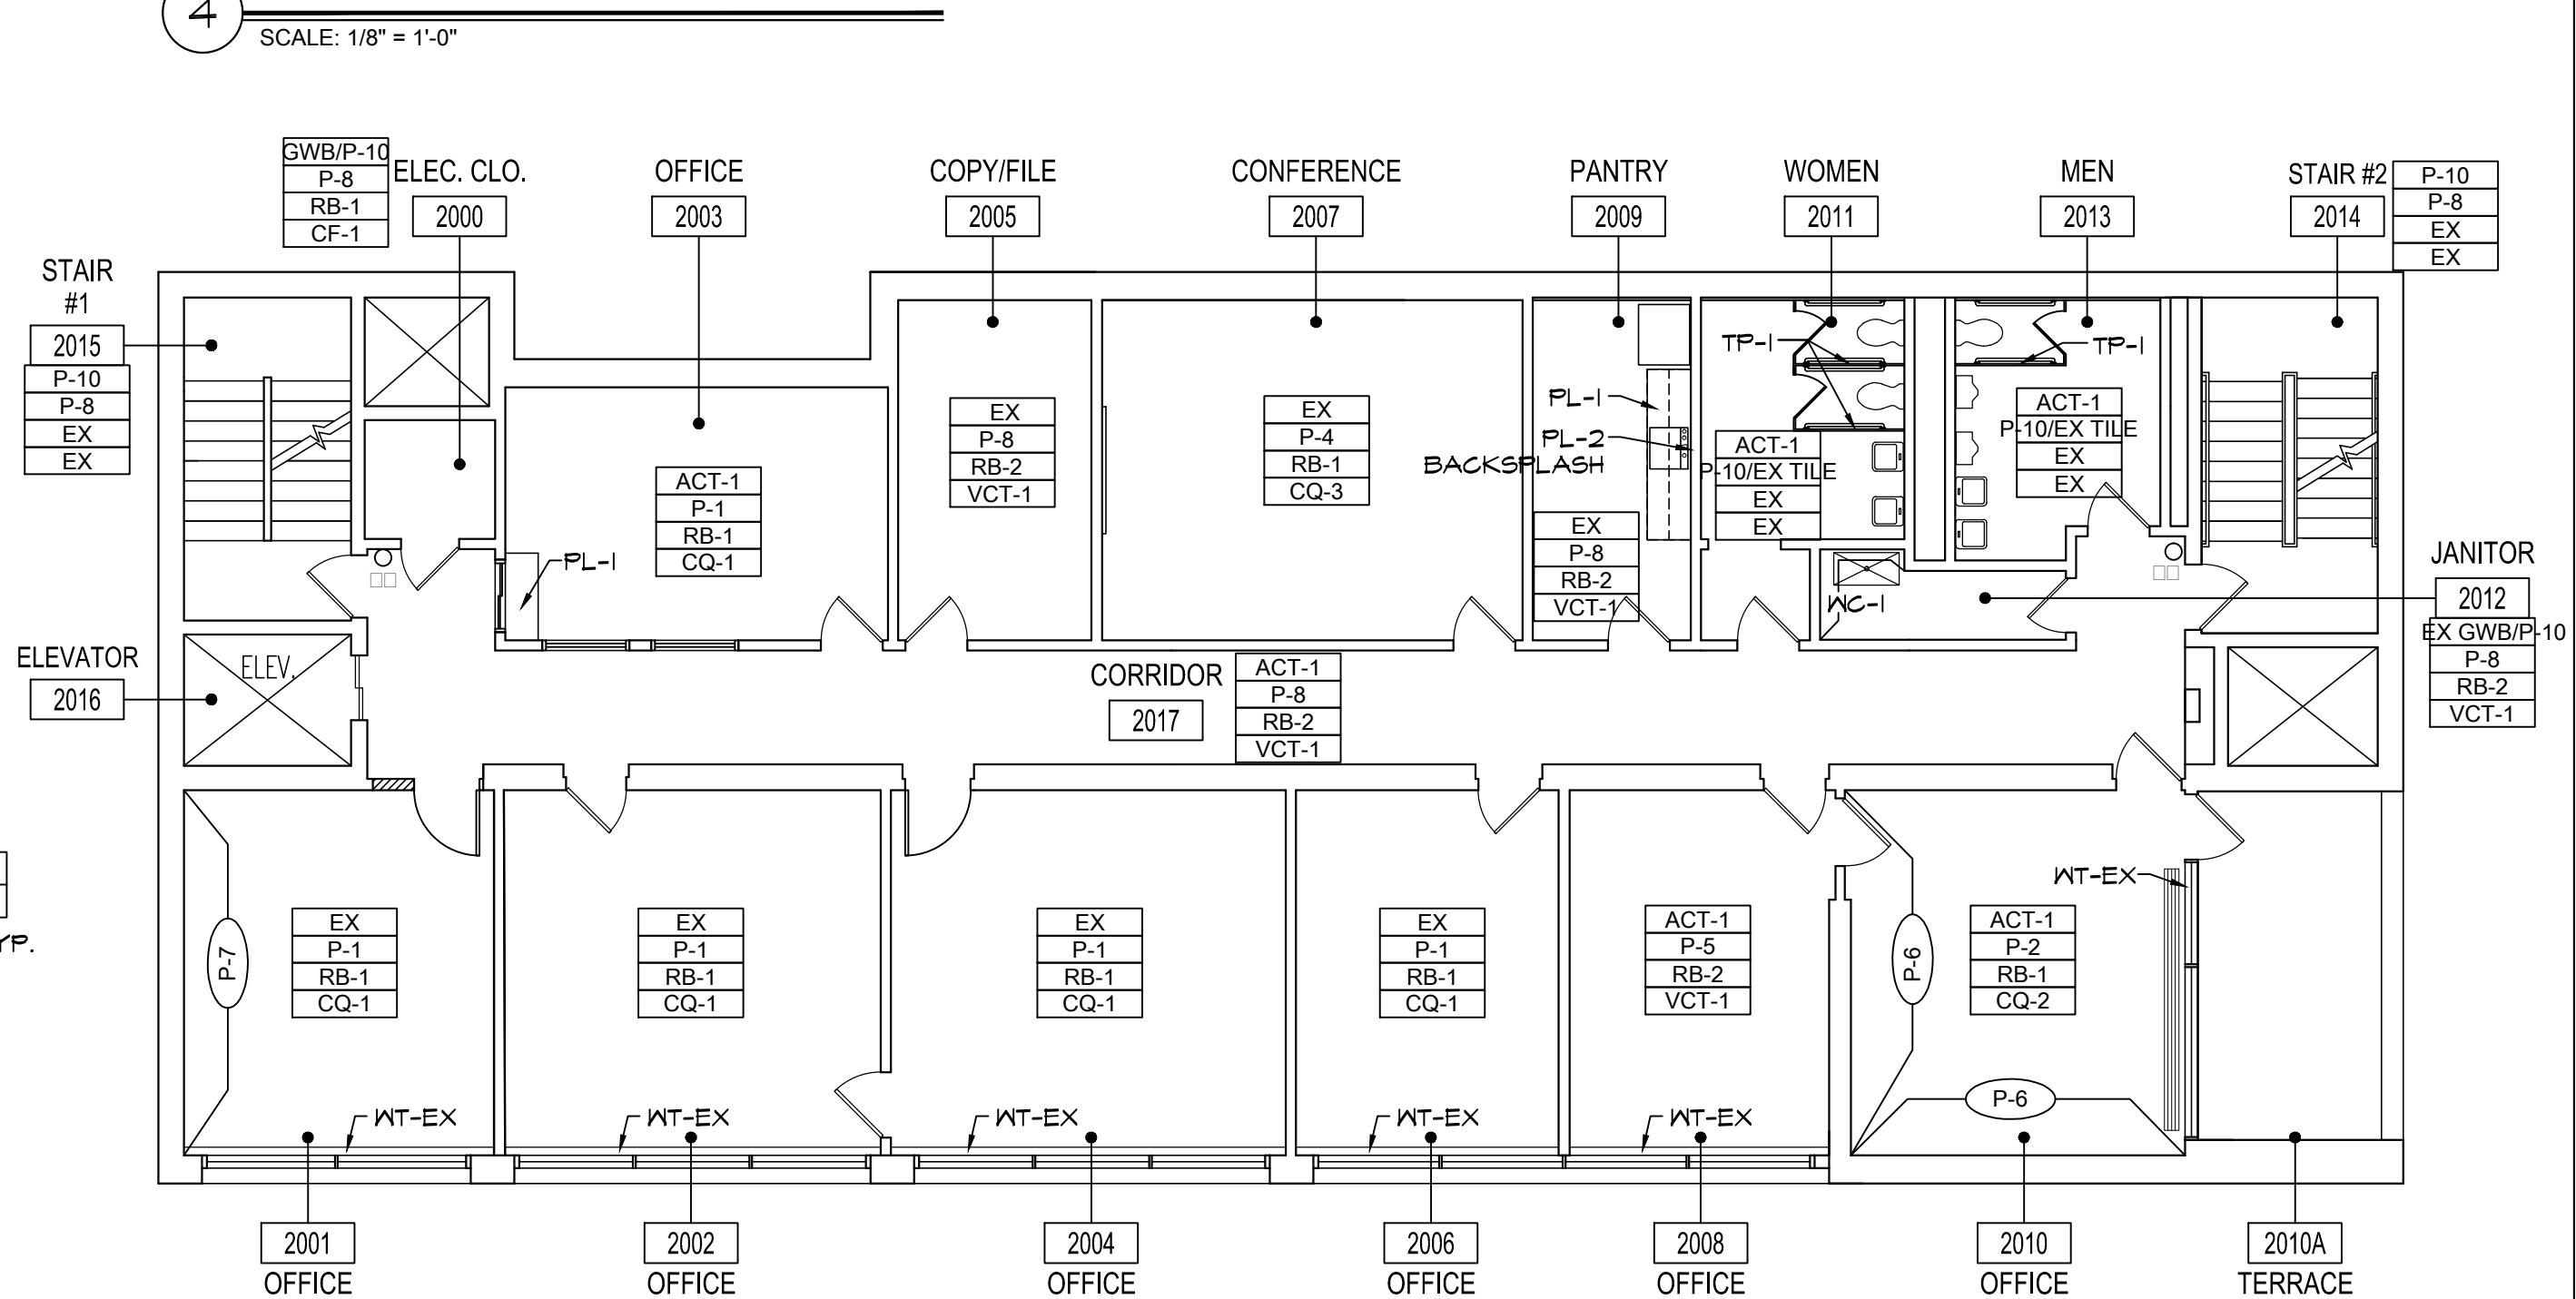 4
SCALE: 1/8" = 1'-0"
GWB/P-10
P-8
RB-1
CF-1
ELEC. CLO.
2000
OFFICE
2003
COPY/FILE
2005
CONFERENCE
2007
PANTRY
2009
WOMEN
2011
MEN
2013
STAIR #2
2014
P-10
P-8
EX
EX
STAIR
#1
2015
P-10
P-8
EX
EX
TP-1
TP-1
PL-1
PL-2
BACKSPLASH
EX
P-8
RB-2
VCT-1
EX
P-4
RB-1
CQ-3
ACT-1
P-10/EX TILE
EX
EX
ACT-1
P-10/EX TILE
EX
EX
ACT-1
P-1
RB-1
CQ-1
PL-1
EX
P-8
RB-2
VCT-1
WC-1
JANITOR
2012
EX GWB/P-10
P-8
RB-2
VCT-1
ELEVATOR
2016
ELEV.
CORRIDOR
2017
ACT-1
P-8
RB-2
VCT-1
YP.
P-7
EX
P-1
RB-1
CQ-1
EX
P-1
RB-1
CQ-1
EX
P-1
RB-1
CQ-1
EX
P-1
RB-1
CQ-1
ACT-1
P-5
RB-2
VCT-1
P-6
ACT-1
P-2
RB-1
CQ-2
WT-EX
P-6
WT-EX
WT-EX
WT-EX
WT-EX
WT-EX
2001
OFFICE
2002
OFFICE
2004
OFFICE
2006
OFFICE
2008
OFFICE
2010
OFFICE
2010A
TERRACE